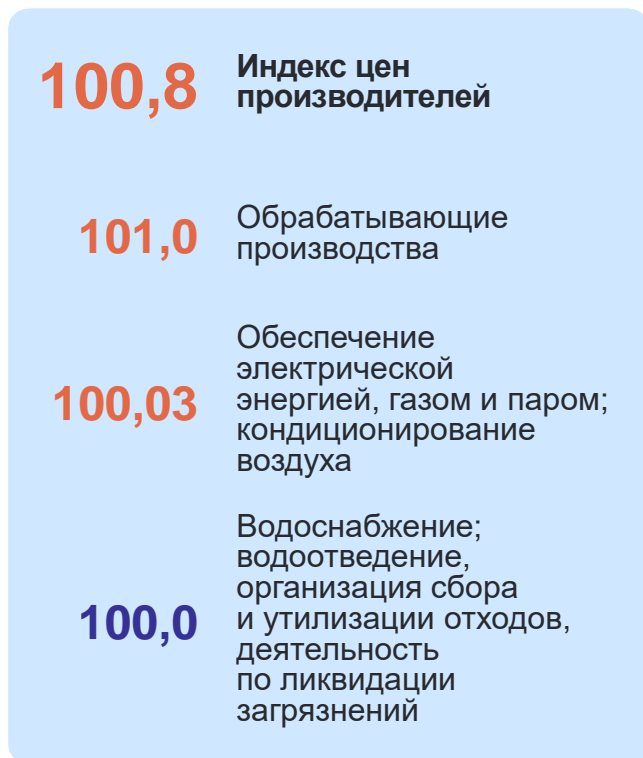 100,8
Индекс цен
производителей
101,0
Обрабатывающие
производства
100,03
Обеспечение
электрической
энергией, газом и паром;
кондиционирование
воздуха
100,0
Водоснабжение;
водоотведение,
организация сбора
и утилизации отходов,
деятельность
по ликвидации
загрязнений